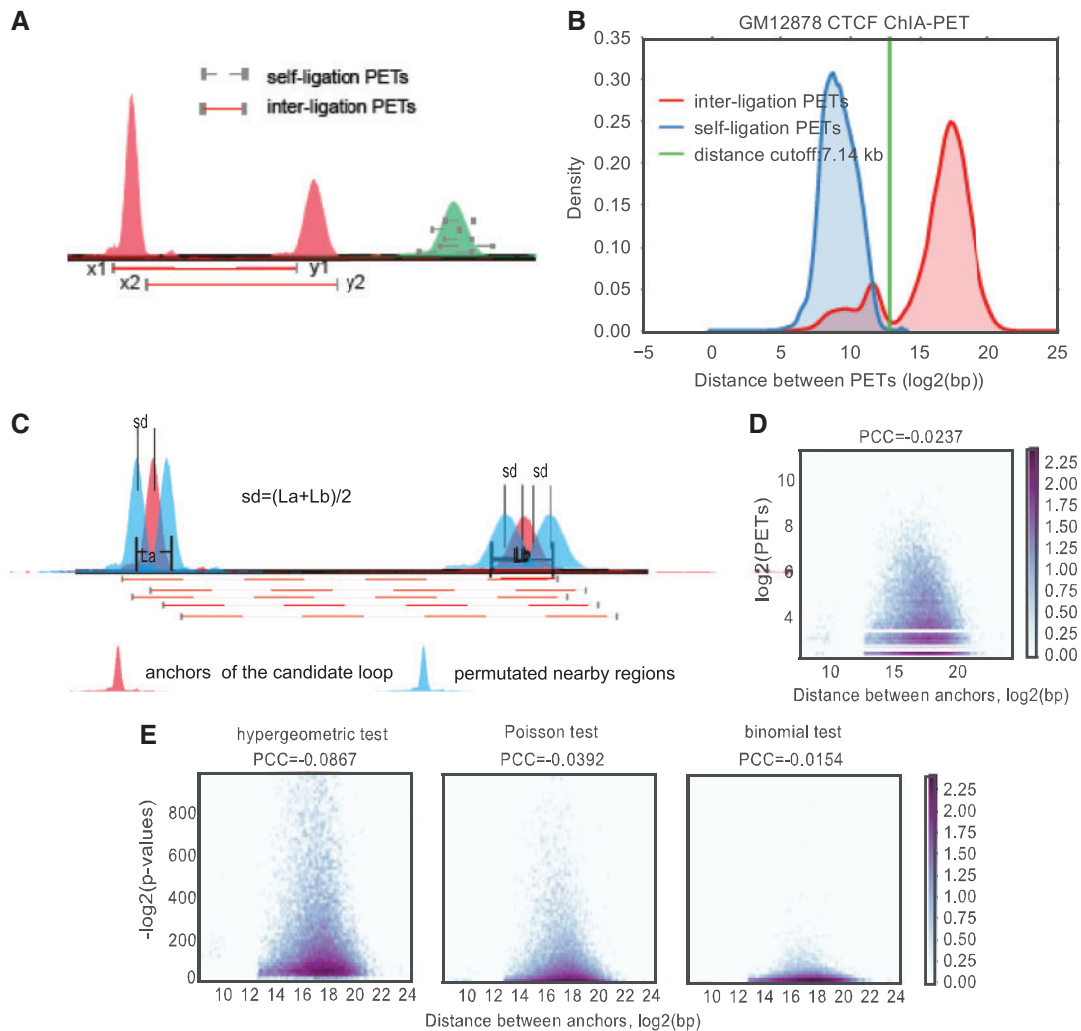 A
self-ligation PETs
inter-ligation PETs
x1
y1
x2
y2
B
GM12878 CTCF ChIA-PET
0.35
0.30
0.25
0.20
0.15
0.10
0.05
0.00
Density
inter-ligation PETs
self-ligation PETs
distance cutoff:7.14 kb
−5
0
5
10
15
20
25
Distance between PETs (log2(bp))
C
sd
sd=(La+Lb)/2
sd
sd
La
Lb
anchors of the candidate loop
permutated nearby regions
D
PCC=-0.0237
10
8
6
4
log2(PETs)
10
15
20
Distance between anchors, log2(bp)
2.25
2.00
1.75
1.50
1.25
1.00
0.75
0.50
0.25
0.00
E
hypergeometric test
PCC=-0.0867
Poisson test
PCC=-0.0392
binomial test
PCC=-0.0154
800
600
400
200
0
-log2(p-values)
10 12 14 16 18 20 22 24
10 12 14 16 18 20 22 24
10 12 14 16 18 20 22 24
Distance between anchors, log2(bp)
2.25
2.00
1.75
1.50
1.25
1.00
0.75
0.50
0.25
0.00